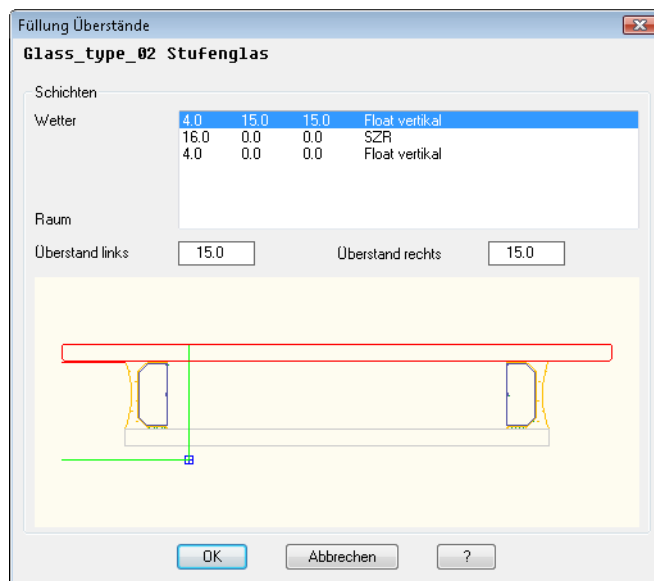 Füllung Überstände
Glass_type_02 Stufenglas
Schichten
Wetter 4.0 15.0 15.0 Float vertikal
16.0 0.0 0.0 SZR
4.0 0.0 0.0 Float vertikal
Raum
Überstand links 15.0 Überstand rechts 15.0
OK Abbrechen ?